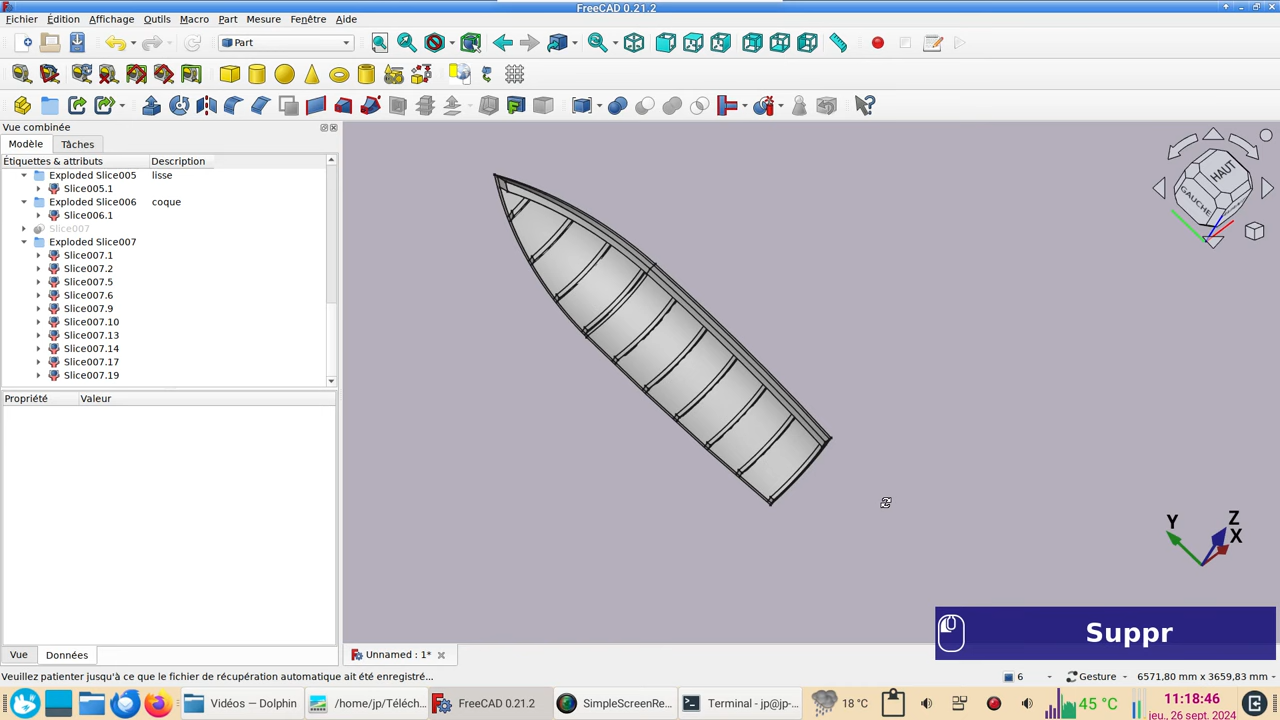 FreeCAD 0.21.2
Fichier Édition Affichage Outils Macro Part Mesure Fenêtre Aide
Part
Vue combinée
Modèle Tâches
Étiquettes & attributs Description
Exploded Slice005 lisse
Slice005.1
Exploded Slice006 coque
Slice006.1
Slice007
Exploded Slice007
Slice007.1
Slice007.2
Slice007.5
Slice007.6
Slice007.9
Slice007.10
Slice007.13
Slice007.14
Slice007.17
Slice007.19
Propriété Valeur
HAUT
GAUCHE
Y Z X
Suppr
Vue Données
Unnamed : 1*
Veuillez patienter jusqu'à ce que le fichier de récupération automatique ait été enregistré...
6 Gesture 6571,80 mm x 3659,83 mm
Vidéos — Dolphin /home/jp/Téléch... FreeCAD 0.21.2 SimpleScreenRe... Terminal - jp@jp-... 18 °C 45 °C 11:18:46
jeu., 26 sept. 2024